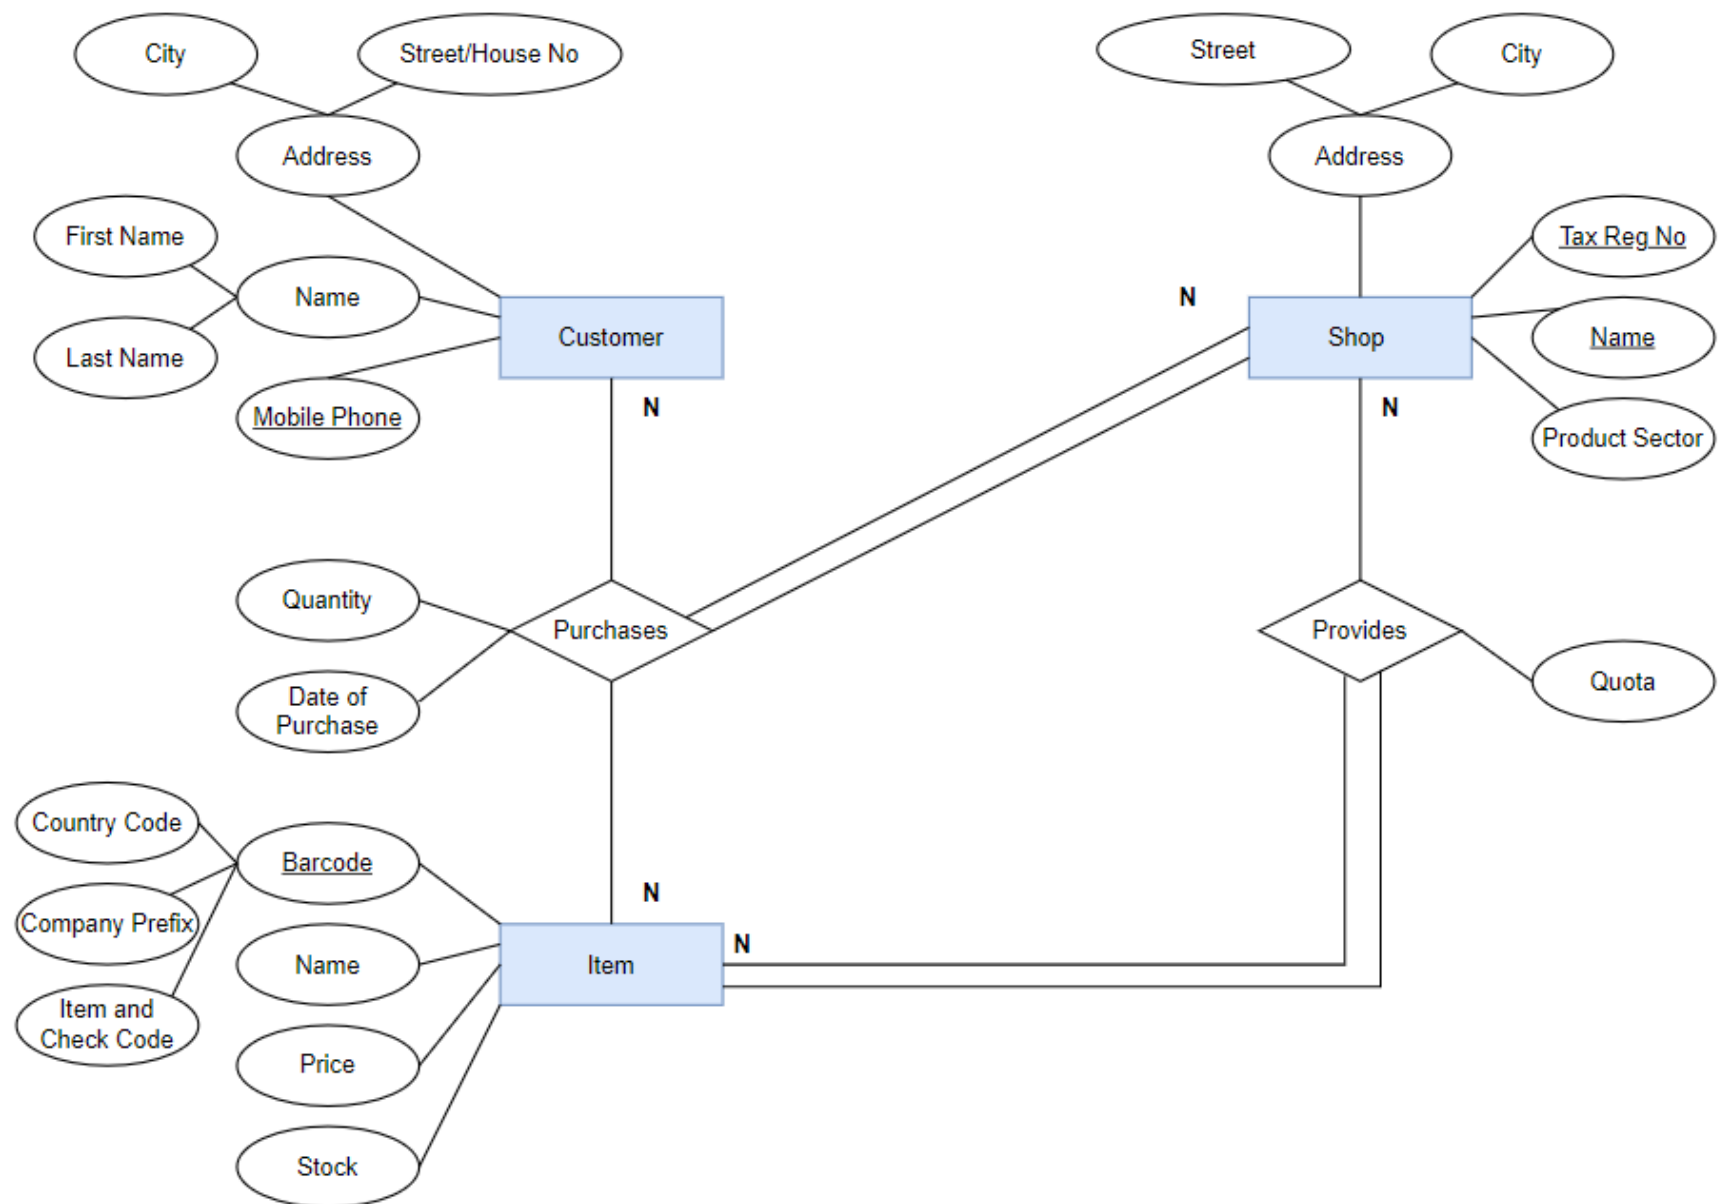 City
Street/House No
Street
City
Address
Address
First Name
Tax Reg No
Name
N
Customer
Shop
Name
Last Name
N
N
Mobile Phone
Product Sector
Quantity
Purchases
Provides
Date of
Purchase
Quota
Country Code
Barcode
N
Company Prefix
N
Name
Item
Item and
Check Code
Price
Stock